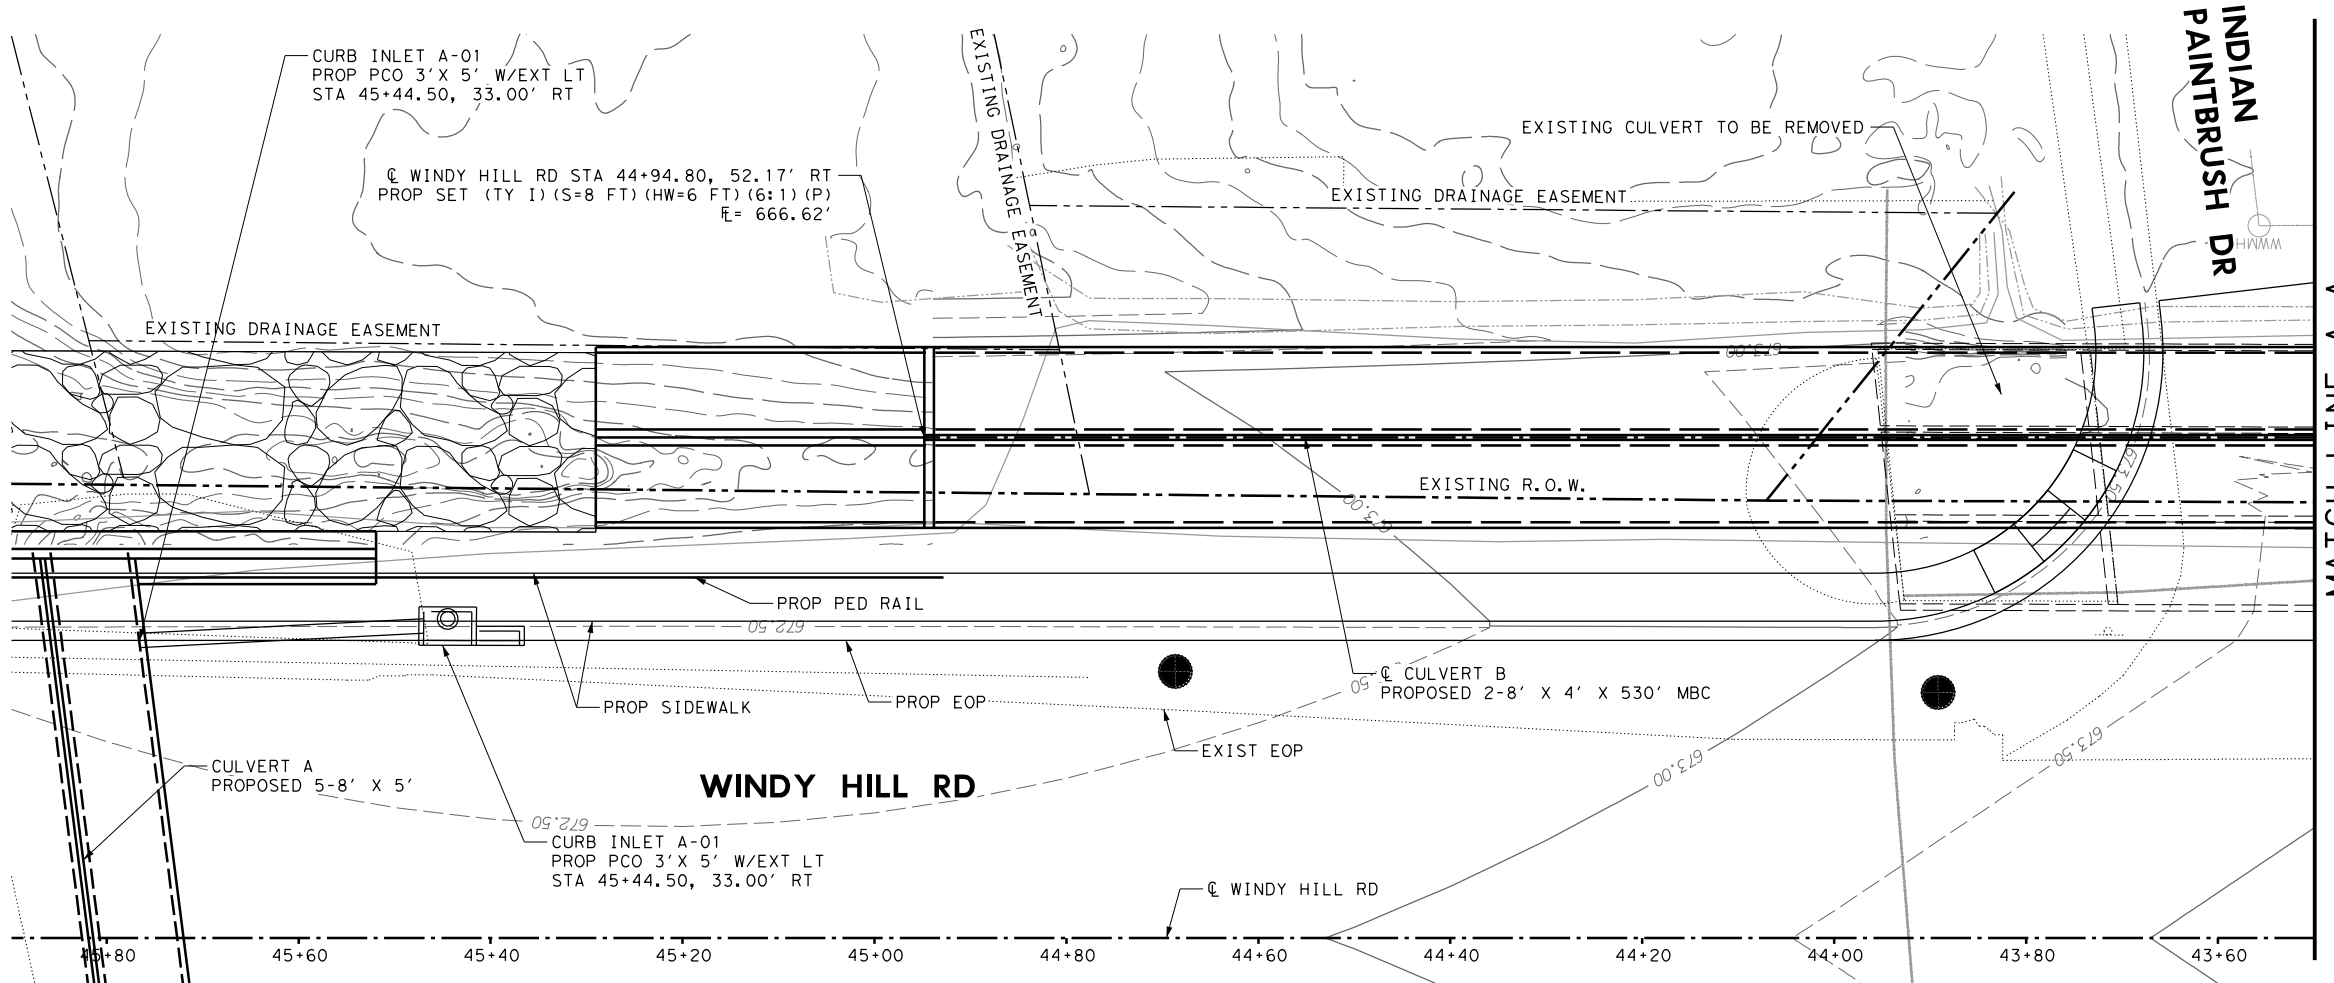 CURB INLET A-01
PROP PCO 3'X 5' W/EXT LT
STA 45+44.50, 33.00' RT
℄ WINDY HILL RD STA 44+94.80, 52.17' RT
PROP SET (TY I)(S=8 FT)(HW=6 FT)(6:1)(P)
FL= 666.62'
EXISTING DRAINAGE EASEMENT
EXISTING CULVERT TO BE REMOVED
EXISTING DRAINAGE EASEMENT
INDIAN
PAINTBRUSH DR
WWMH
EXISTING DRAINAGE EASEMENT
673.00
EXISTING R.O.W.
673.00
673.50
MATCH LINE A-A
PROP PED RAIL
672.50
PROP SIDEWALK
PROP EOP
℄ CULVERT B
PROPOSED 2-8' X 4' X 530' MBC
.50
EXIST EOP
673.00
673.50
CULVERT A
PROPOSED 5-8' X 5'
WINDY HILL RD
672.50
CURB INLET A-01
PROP PCO 3'X 5' W/EXT LT
STA 45+44.50, 33.00' RT
℄ WINDY HILL RD
45+80 45+60 45+40 45+20 45+00 44+80 44+60 44+40 44+20 44+00 43+80 43+60